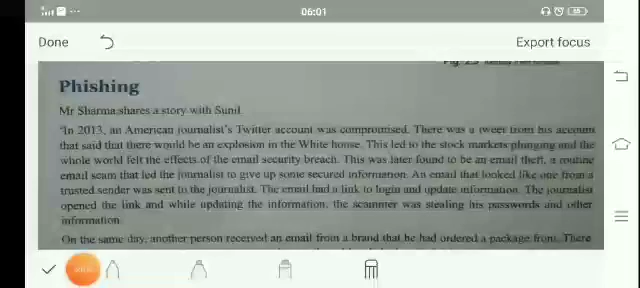 06:01
Done
Export focus
Phishing
Mr Sharma shares a story with Sunil
"In 2013, an American journalist's Twitter account was compromised. There was a tweet from his account
that said that there would be an explosion in the White house. This led to the stock markets plunging and the
whole world felt the effects of the email security breach. This was later found to be an email theft, a routine
email scam that led the journalist to give up some secured information. An email that looked like one from a
trusted sender was sent to the journalist. The email had a link to login and update information. The journalist
opened the link and while updating the information, the scammer was stealing his passwords and other
information.
On the same day, another person received an email from a brand that he had ordered a package from. There